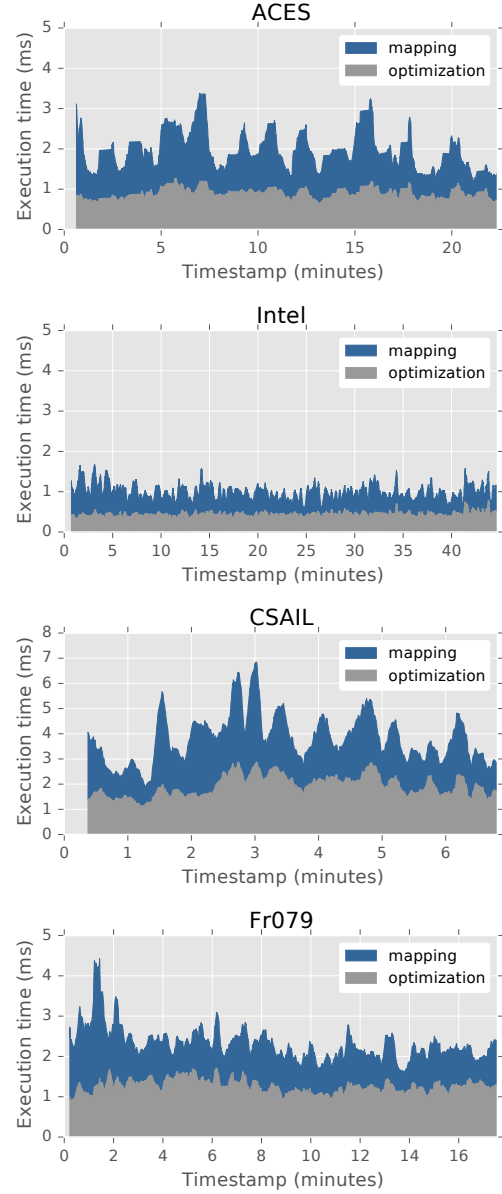 ACES
5
4
3
2
1
0
Execution time (ms)
mapping
optimization
0 5 10 15 20
Timestamp (minutes)
Intel
5
4
3
2
1
0
Execution time (ms)
mapping
optimization
0 5 10 15 20 25 30 35 40
Timestamp (minutes)
CSAIL
8
7
6
5
4
3
2
1
0
Execution time (ms)
mapping
optimization
0 1 2 3 4 5 6
Timestamp (minutes)
Fr079
5
4
3
2
1
0
Execution time (ms)
mapping
optimization
0 2 4 6 8 10 12 14 16
Timestamp (minutes)